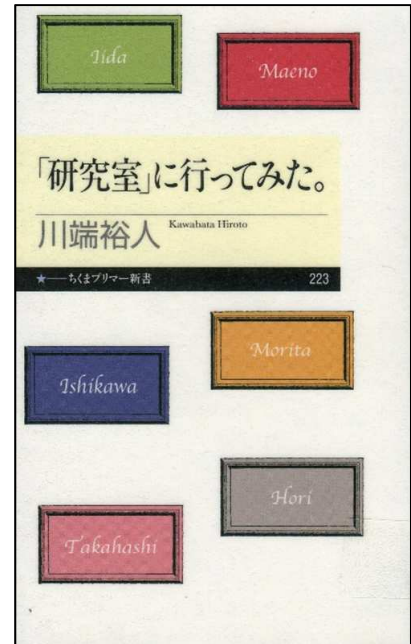 Iida
Maeno
「研究室」に行ってみた。
川端裕人 Kawabata Hiroto
★──ちくまプリマー新書 223
Morita
Ishikawa
Hori
Takahashi